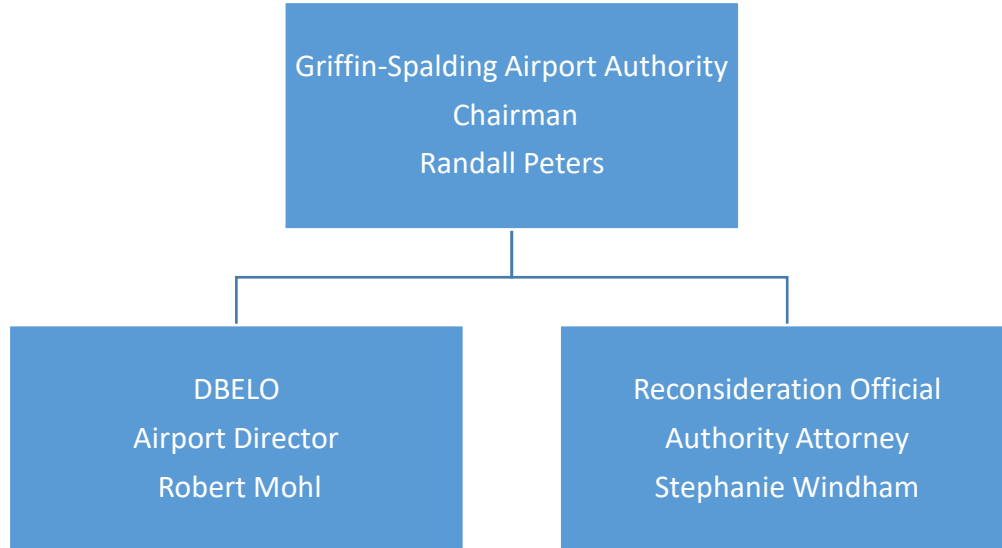 Griffin-Spalding Airport Authority
Chairman
Randall Peters
DBELO
Airport Director
Robert Mohl
Reconsideration Official
Authority Attorney
Stephanie Windham